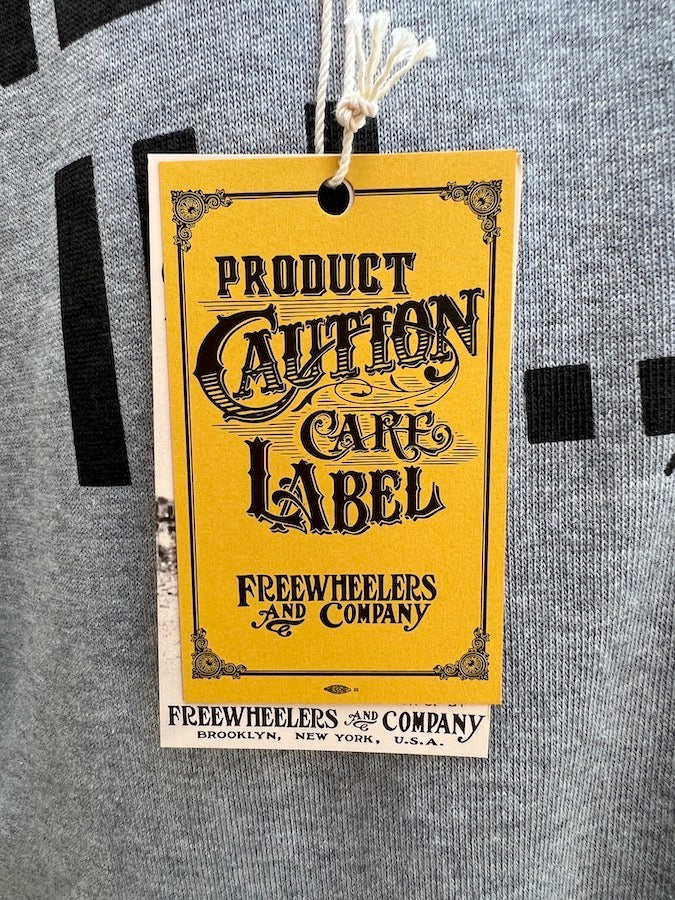 PRODUCT
CAUTION
CARE
LABEL
FREEWHEELERS
AND COMPANY
FREEWHEELERS AND COMPANY
BROOKLYN, NEW YORK, U.S.A.